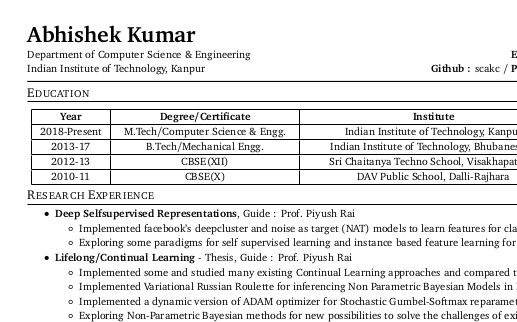 Abhishek Kumar
Department of Computer Science & Engineering
Indian Institute of Technology, Kanpur
Github : scakc /
EDUCATION
Year Degree/Certificate Institute
2018-Present M.Tech/Computer Science & Engg. Indian Institute of Technology,
2013-17 B.Tech/Mechanical Engg. Indian Institute of Technology,
2012-13 CBSE(XII) Sri Chaitanya Techno School,
2010-11 CBSE(X) DAV Public School, Dalli-Rajhara
RESEARCH EXPERIENCE
• Deep Selfsupervised Representations, Guide : Prof. Piyush Rai
◦ Implemented facebook's deepcluster and noise as target (NAT) models to learn features for
◦ Exploring some paradigms for self supervised learning and instance based feature learning for
• Lifelong/Continual Learning - Thesis, Guide : Prof. Piyush Rai
◦ Implemented some and studied many existing Continual Learning approaches and compared
◦ Implemented Variational Russian Roulette for inferencing Non Parametric Bayesian Models in
◦ Implemented a dynamic version of ADAM optimizer for Stochastic Gumbel-Softmax
◦ Exploring Non-Parametric Bayesian methods for new possibilities to solve the challenges of